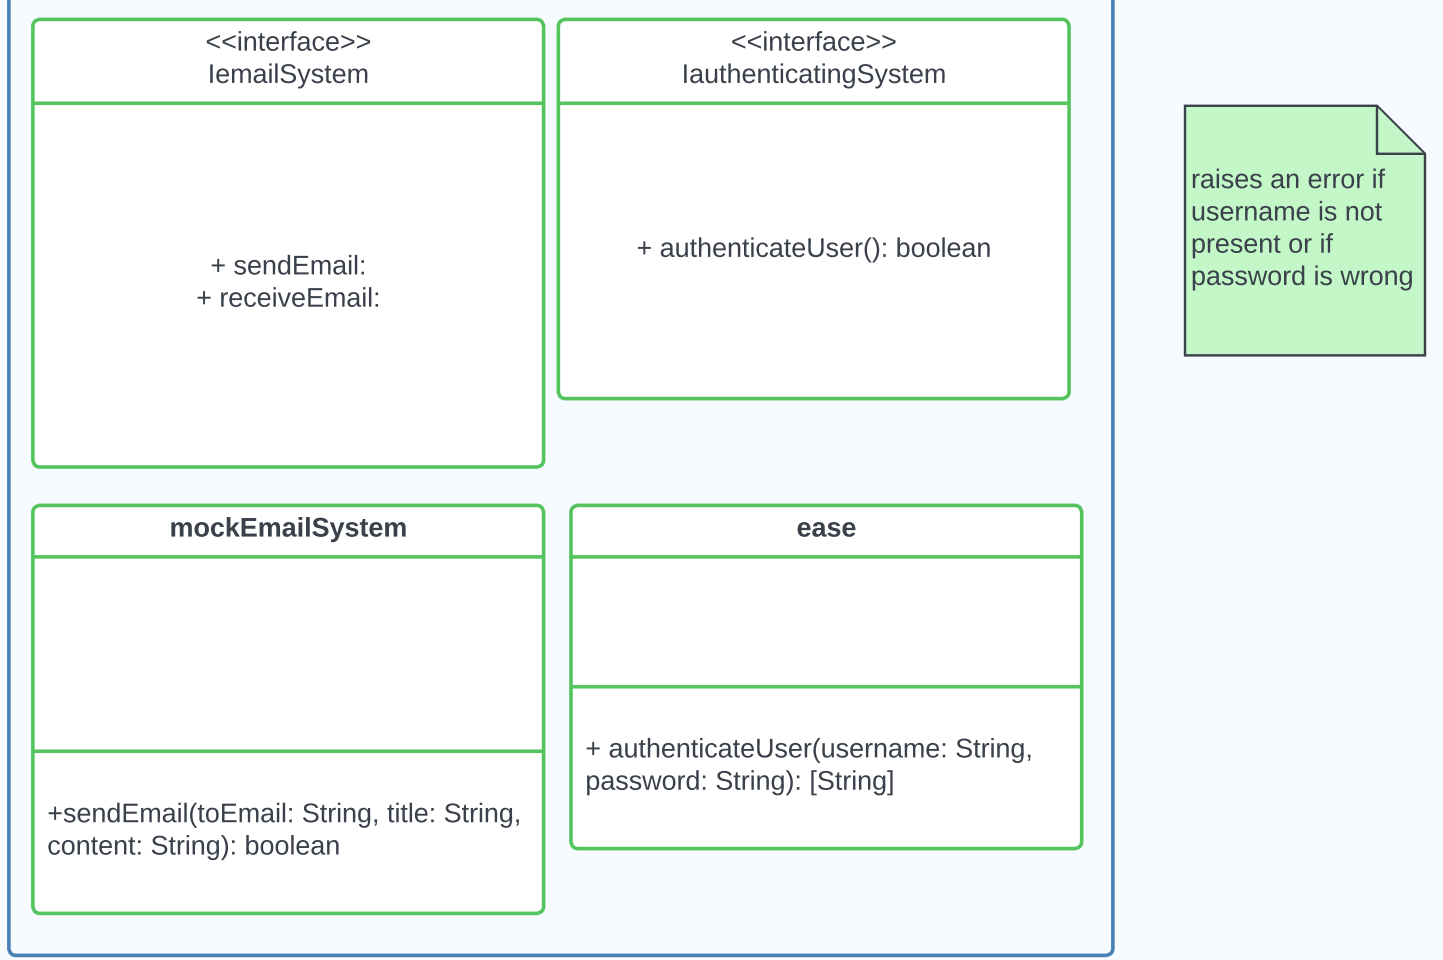 <<interface>>
IemailSystem
+ sendEmail:
+ receiveEmail:
<<interface>>
IauthenticatingSystem
+ authenticateUser(): boolean
raises an error if
username is not
present or if
password is wrong
mockEmailSystem
+sendEmail(toEmail: String, title: String,
content: String): boolean
ease
+ authenticateUser(username: String,
password: String): [String]